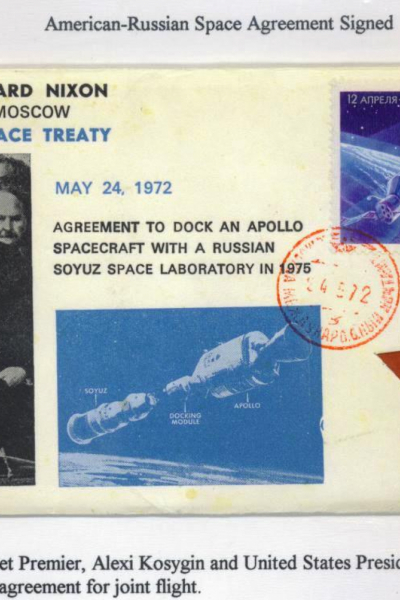 American-Russian Space Agreement Signed
ARD NIXON
MOSCOW
ACE TREATY
MAY 24, 1972
AGREEMENT TO DOCK AN APOLLO
SPACECRAFT WITH A RUSSIAN
SOYUZ SPACE LABORATORY IN 1975
12 АПРЕЛЯ
24 5 72
SOYUZ
DOCKING
MODULE
APOLLO
et Premier, Alexi Kosygin and United States Presid
agreement for joint flight.